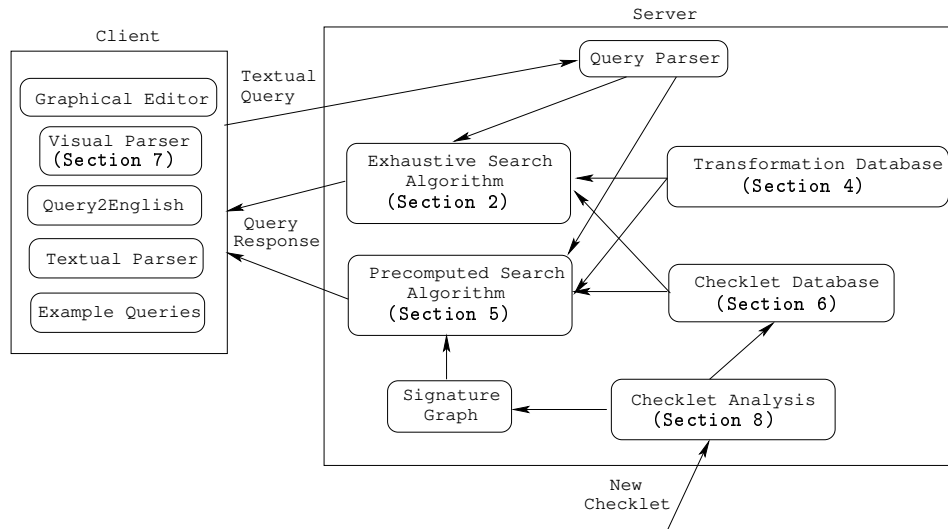 Client
Graphical Editor
Visual Parser
(Section 7)
Query2English
Textual Parser
Example Queries
Textual
Query
Query
Response
Server
Query Parser
Exhaustive Search
Algorithm
(Section 2)
Transformation Database
(Section 4)
Precomputed Search
Algorithm
(Section 5)
Checklet Database
(Section 6)
Signature
Graph
Checklet Analysis
(Section 8)
New
Checklet